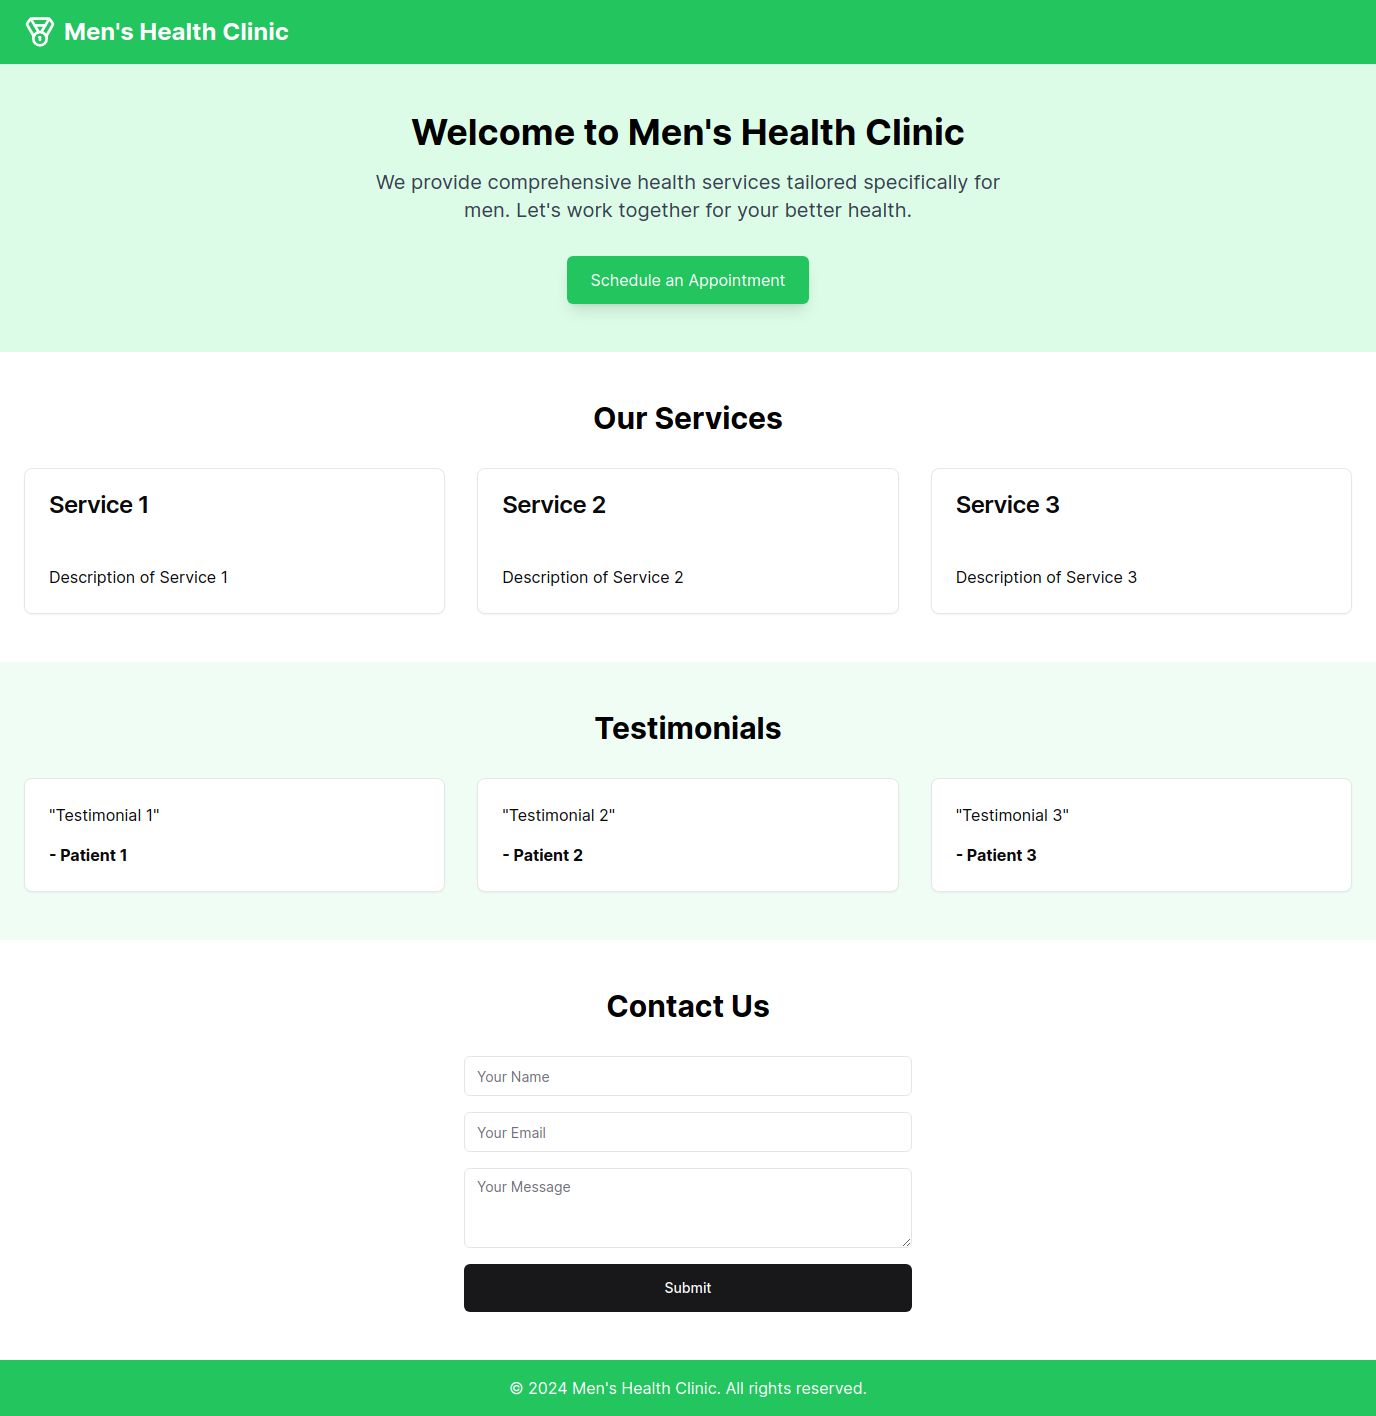 Men's Health Clinic
Welcome to Men's Health Clinic
We provide comprehensive health services tailored specifically for
men. Let's work together for your better health.
Schedule an Appointment
Our Services
Service 1
Description of Service 1
Service 2
Description of Service 2
Service 3
Description of Service 3
Testimonials
"Testimonial 1"
- Patient 1
"Testimonial 2"
- Patient 2
"Testimonial 3"
- Patient 3
Contact Us
Your Name
Your Email
Your Message
Submit
© 2024 Men's Health Clinic. All rights reserved.